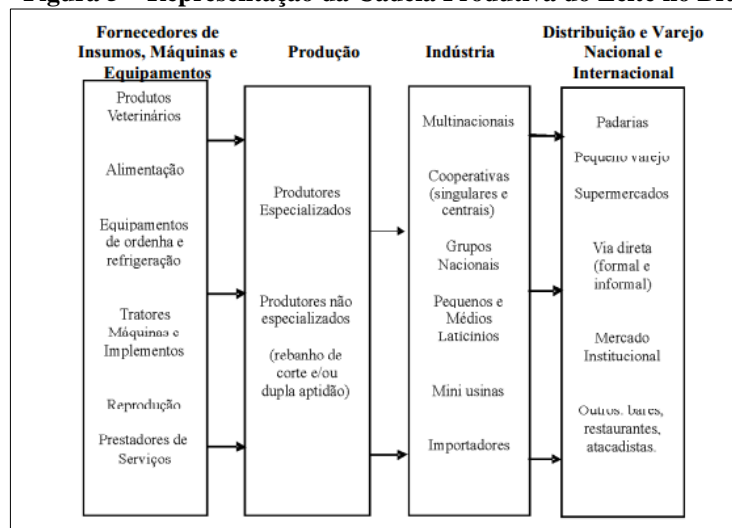 Fornecedores de
Insumos, Máquinas e
Equipamentos
Produtos
Veterinários
Alimentação
Equipamentos
de ordenha e
refrigeração
Tratores
Máquinas e
Implementos
Reprodução
Prestadores de
Serviços
Produção
Produtores
Especializados
Produtores não
especializados
(rebanho de
corte e/ou
dupla aptidão)
Indústria
Multinacionais
Cooperativas
(singulares e
centrais)
Grupos
Nacionais
Pequenos e
Médios
Laticínios
Mini usinas
Importadores
Distribuição e Varejo
Nacional e
Internacional
Padarias
Pequeno varejo
Supermercados
Via direta
(formal e
informal)
Mercado
Institucional
Outros. bares,
restaurantes,
atacadistas.